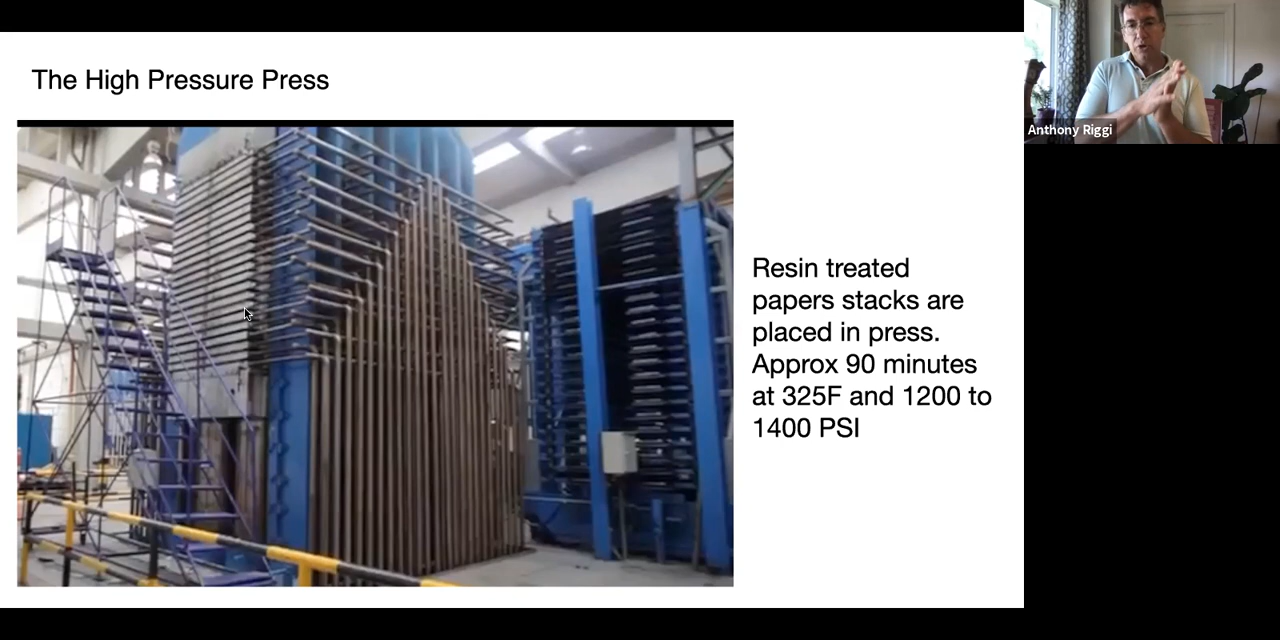 The High Pressure Press
Resin treated
papers stacks are
placed in press.
Approx 90 minutes
at 325F and 1200 to
1400 PSI
Anthony Riggi